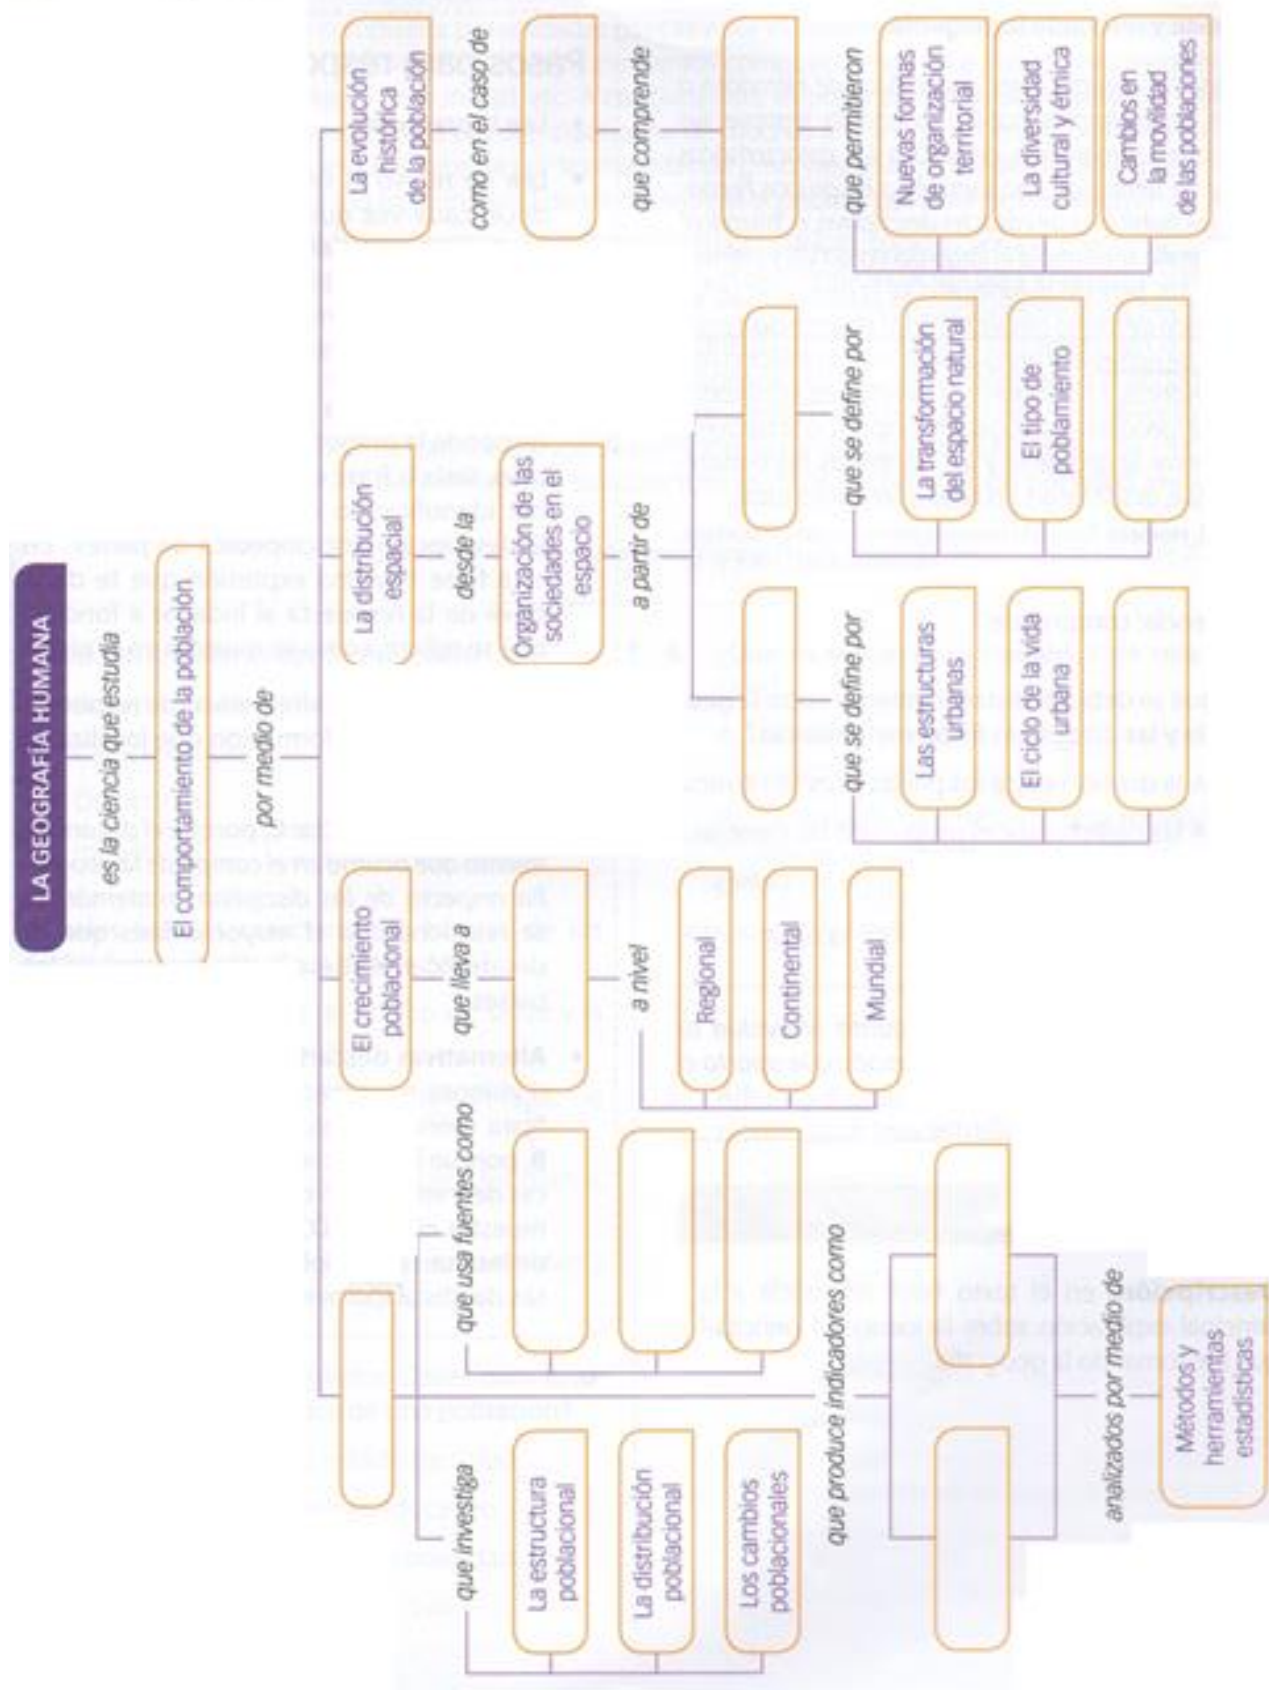 LA GEOGRAFÍA HUMANA
es la ciencia que estudia
El comportamiento de la población
por medio de
que investiga
La estructura
poblacional
La distribución
poblacional
Los cambios
poblacionales
que usa fuentes como
que produce indicadores como
analizados por medio de
Métodos y
herramientas
estadísticas
El crecimiento
poblacional
que lleva a
a nivel
Regional
Continental
Mundial
La distribución
espacial
desde la
Organización de las
sociedades en el
espacio
a partir de
que se define por
Las estructuras
urbanas
El ciclo de la vida
urbana
que se define por
La transformación
del espacio natural
El tipo de
poblamiento
La evolución
histórica
de la población
como en el caso de
que comprende
que permitieron
Nuevas formas
de organización
territorial
La diversidad
cultural y étnica
Cambios en
la movilidad
de las poblaciones